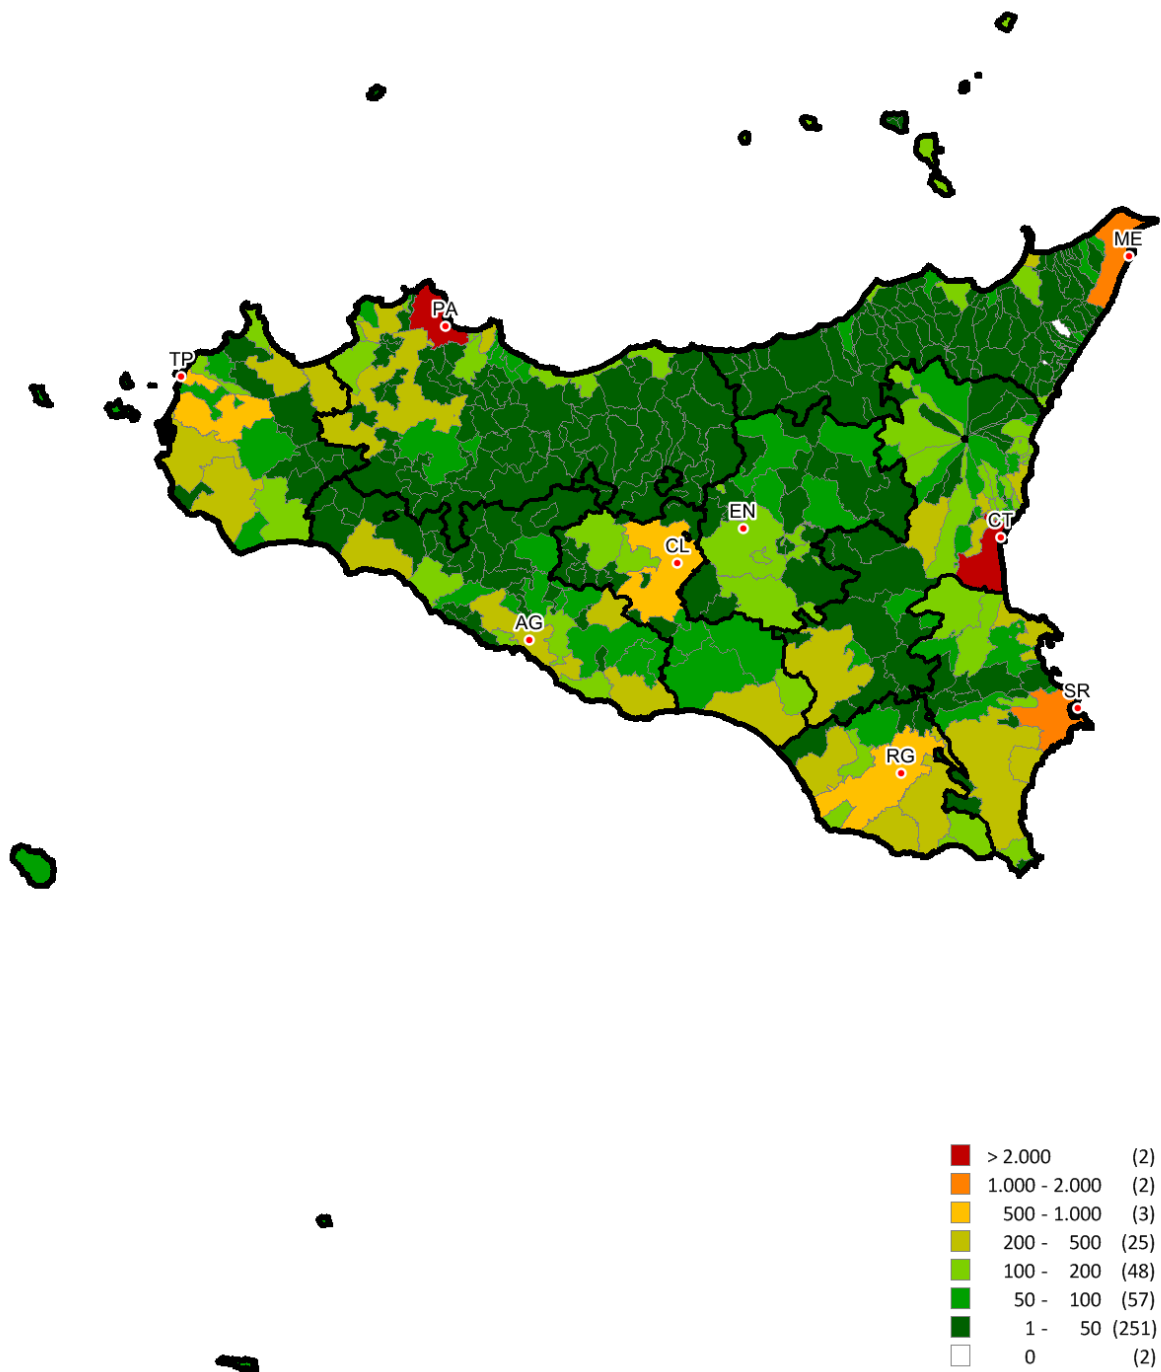 ME
PA
TP
CT
EN
CL
AG
SR
RG
> 2.000 (2)
1.000 - 2.000 (2)
500 - 1.000 (3)
200 - 500 (25)
100 - 200 (48)
50 - 100 (57)
1 - 50 (251)
0 (2)